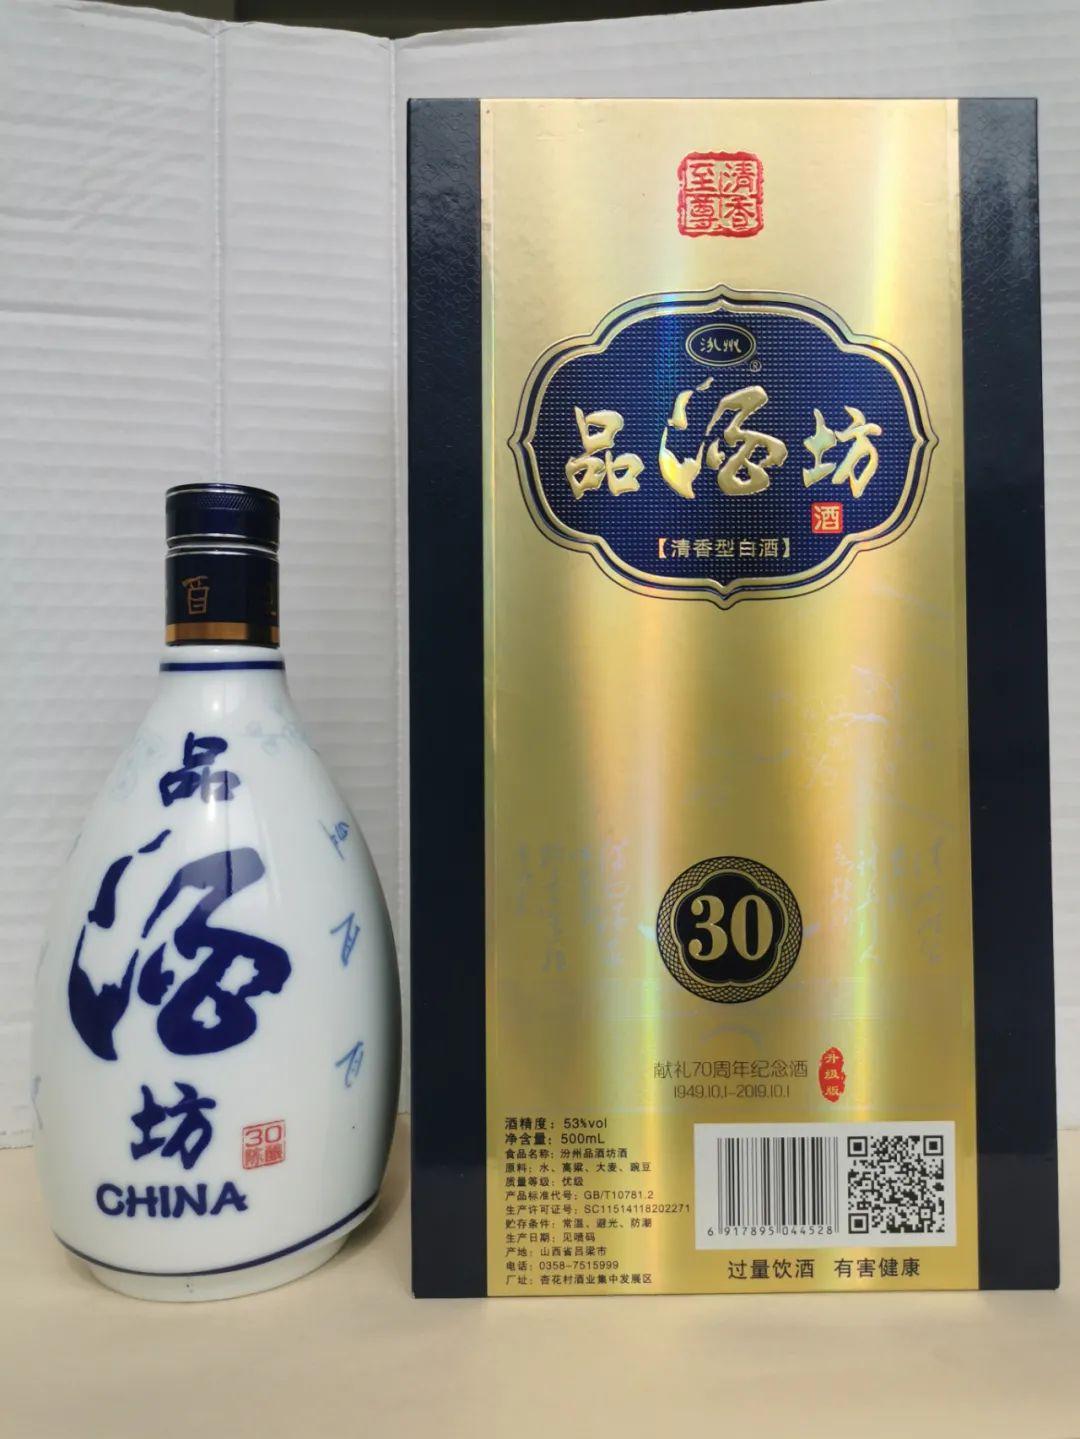 清香
至尊
汾州
®
品酒坊
酒
【清香型白酒】
30
献礼70周年纪念酒
1949.10.1-2019.10.1
升级版
酒精度：53%vol
净含量：500mL
食品名称：汾州品酒坊酒
原料：水、高粱、大麦、豌豆
质量等级：优级
产品标准代号：GB/T10781.2
生产许可证号：SC11514118202271
贮存条件：常温、避光、防潮
生产日期：见喷码
产地：山西省吕梁市
电话：0358-7515999
厂址：杏花村酒业集中发展区
6 917895 044528
过量饮酒 有害健康
品
酒
坊
30
陈酿
CHINA